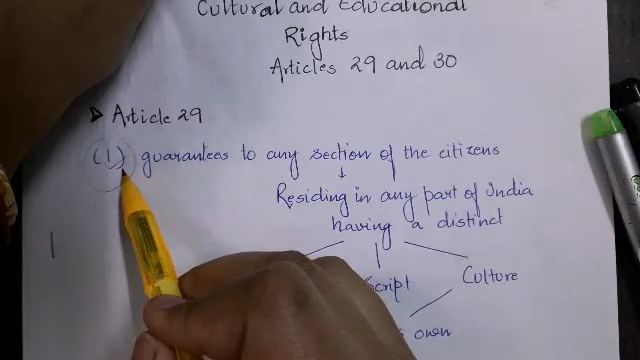 Cultural and Educational
Rights
Articles 29 and 30
➤ Article 29
(1) guarantees to any section of the citizens
↓
Residing in any part of India
having a distinct
Script Culture
own